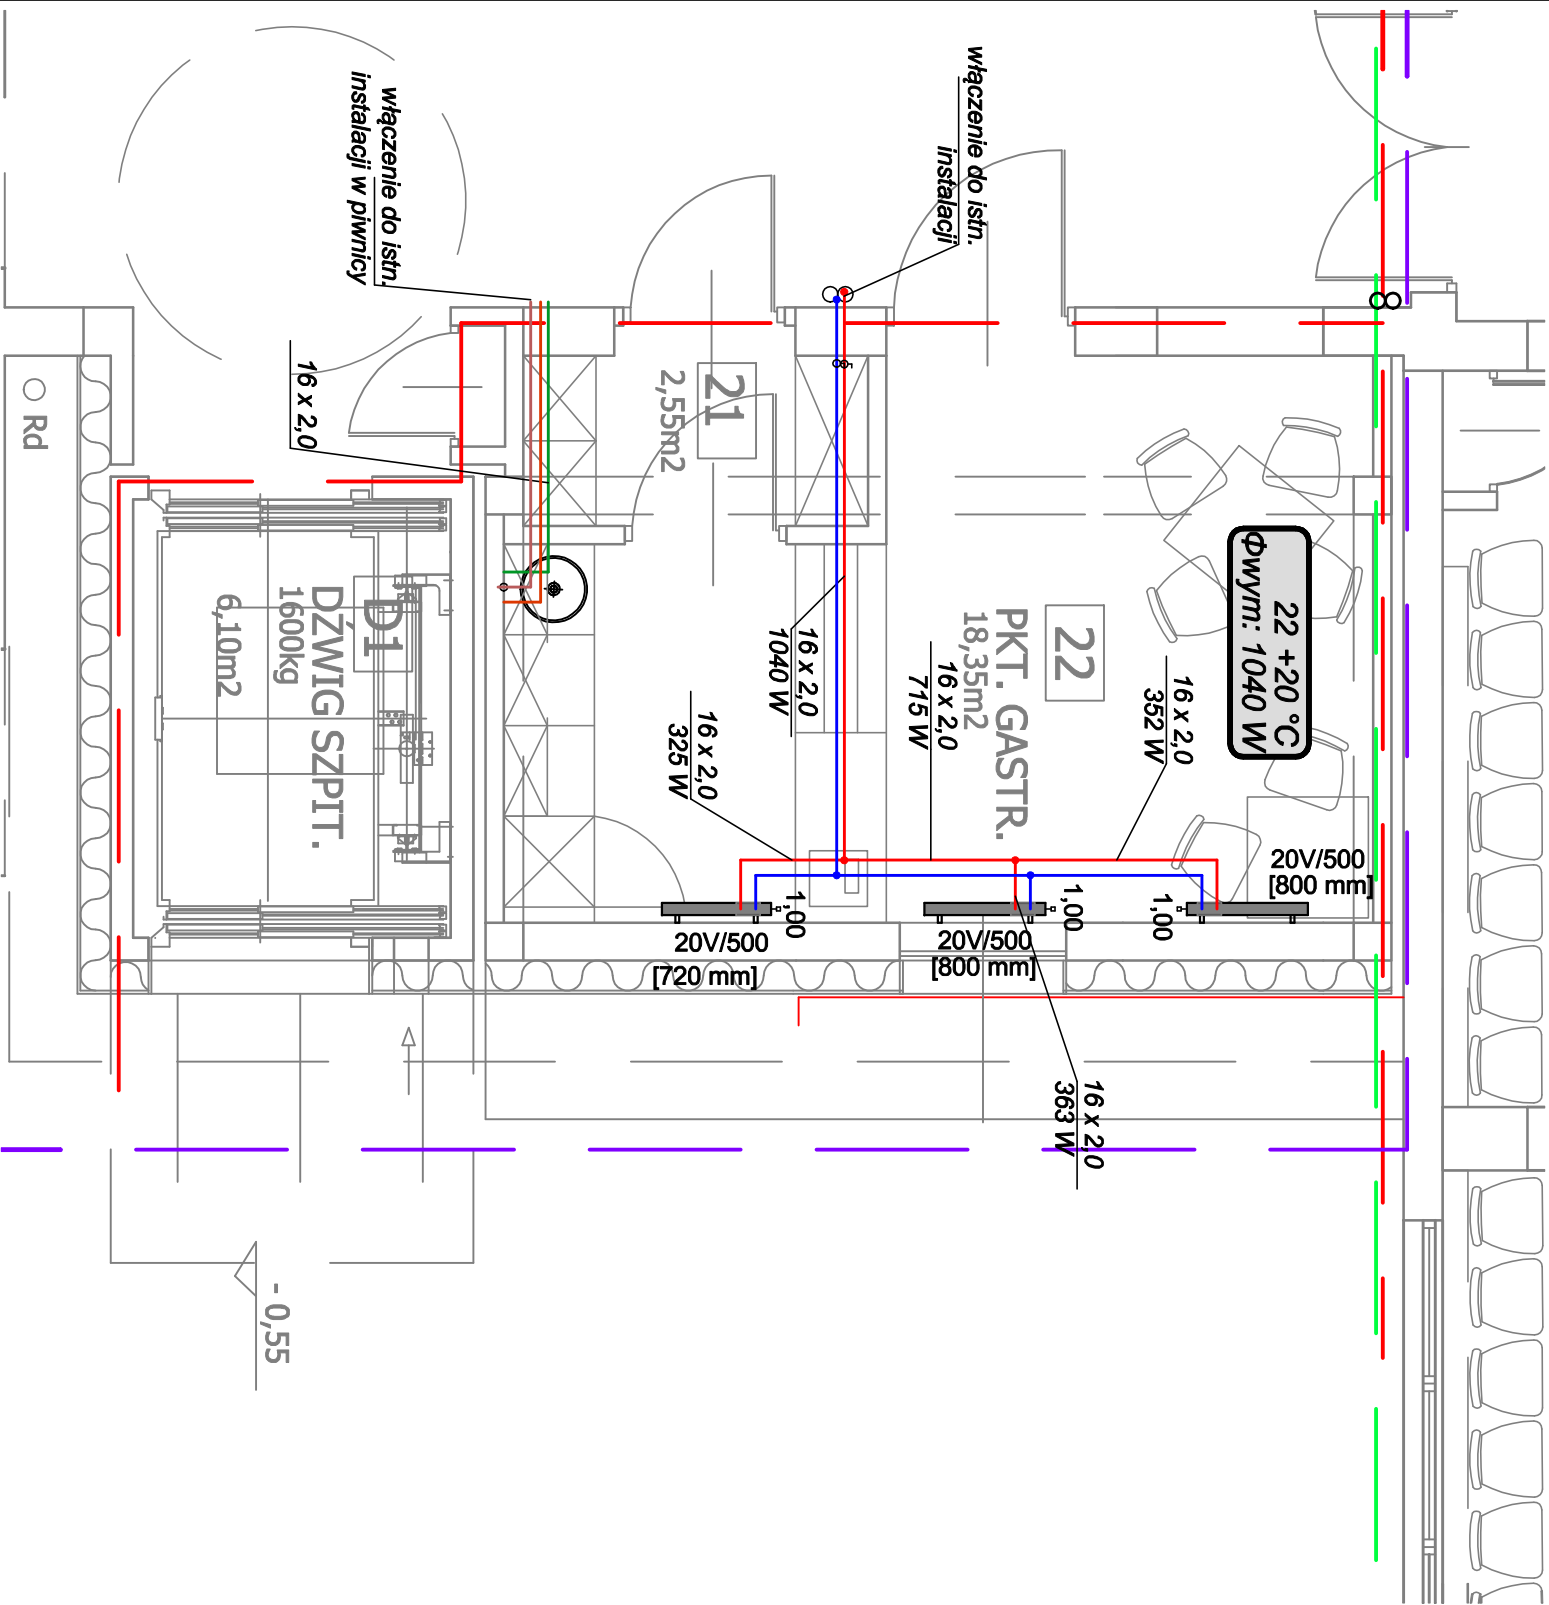 włączenie do istn.
instalacji w piwnicy
włączenie do istn.
instalacji
16 x 2,0
Rd
21
2,55m2
22
PKT. GASTR.
18,35m2
22 +20 °C
Φwym: 1040 W
D1
DŹWIG SZPIT.
1600kg
6,10m2
16 x 2,0
1040 W
16 x 2,0
325 W
16 x 2,0
715 W
16 x 2,0
352 W
20V/500
[800 mm]
1,00
1,00
1,00
20V/500
[720 mm]
20V/500
[800 mm]
16 x 2,0
363 W
- 0,55